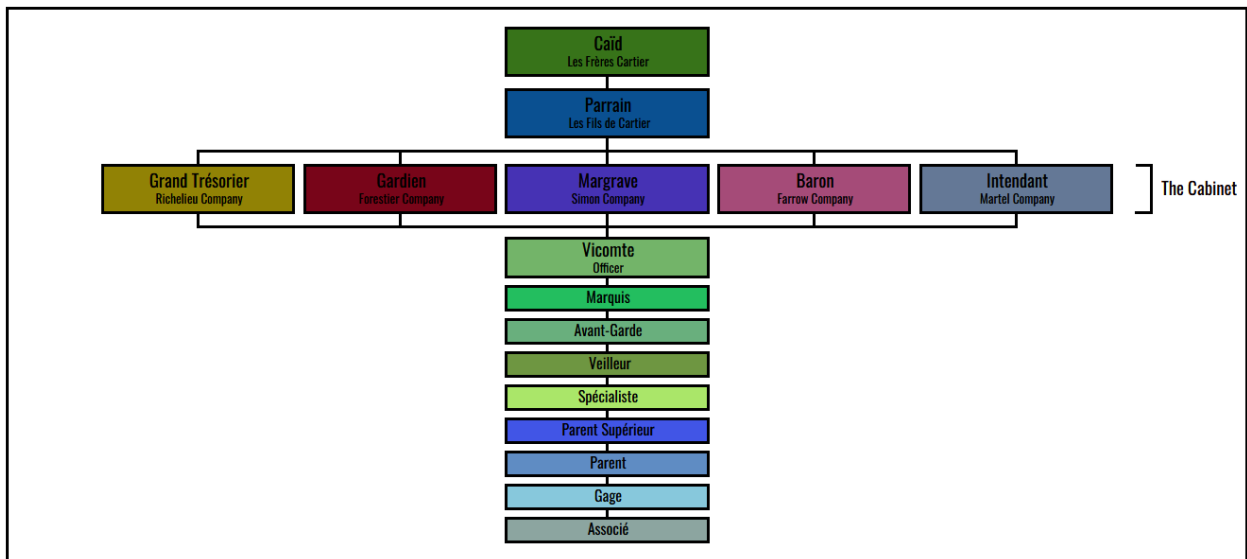 Caïd
Les Frères Cartier
Parrain
Les Fils de Cartier
Grand Trésorier
Richelieu Company
Gardien
Forestier Company
Margrave
Simon Company
Baron
Farrow Company
Intendant
Martel Company
The Cabinet
Vicomte
Officer
Marquis
Avant-Garde
Veilleur
Spécialiste
Parent Supérieur
Parent
Gage
Associé